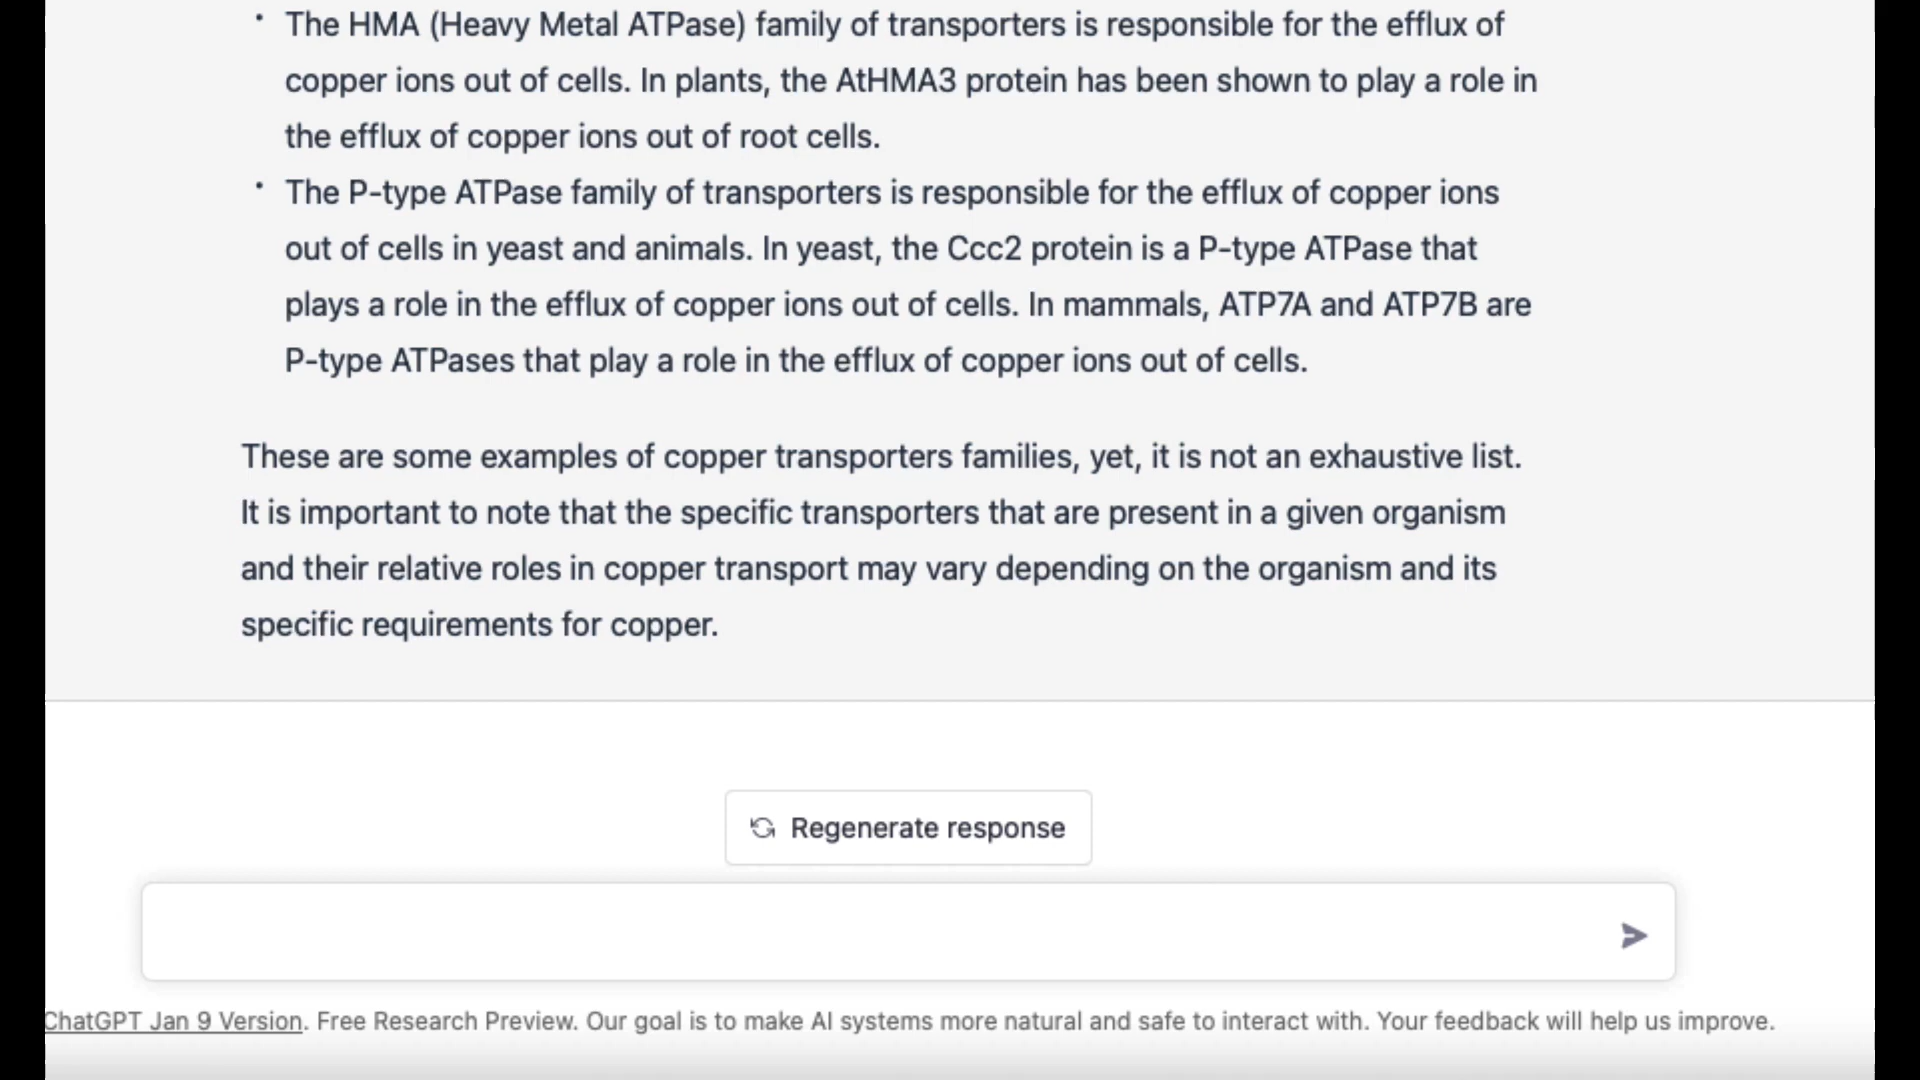 • The HMA (Heavy Metal ATPase) family of transporters is responsible for the efflux of
copper ions out of cells. In plants, the AtHMA3 protein has been shown to play a role in
the efflux of copper ions out of root cells.
• The P-type ATPase family of transporters is responsible for the efflux of copper ions
out of cells in yeast and animals. In yeast, the Ccc2 protein is a P-type ATPase that
plays a role in the efflux of copper ions out of cells. In mammals, ATP7A and ATP7B are
P-type ATPases that play a role in the efflux of copper ions out of cells.
These are some examples of copper transporters families, yet, it is not an exhaustive list.
It is important to note that the specific transporters that are present in a given organism
and their relative roles in copper transport may vary depending on the organism and its
specific requirements for copper.
Regenerate response
ChatGPT Jan 9 Version. Free Research Preview. Our goal is to make AI systems more natural and safe to interact with. Your feedback will help us improve.